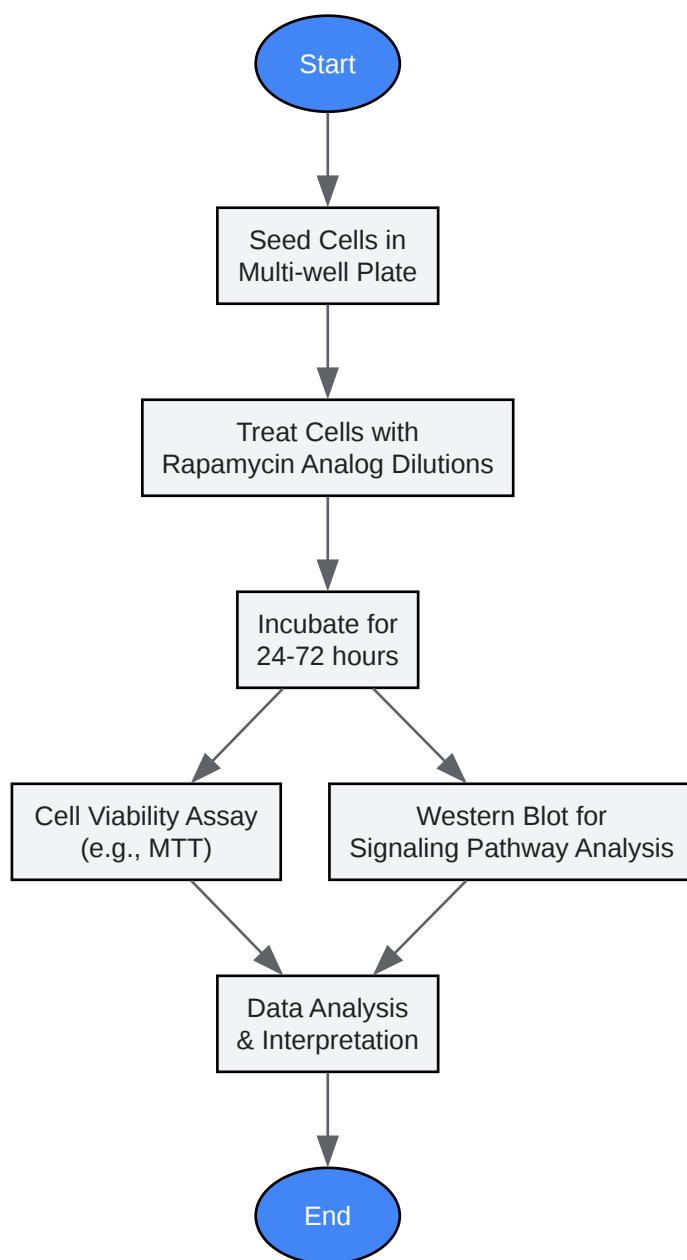 Start
Seed Cells in
Multi-well Plate
Treat Cells with
Rapamycin Analog Dilutions
Incubate for
24-72 hours
Cell Viability Assay
(e.g., MTT)
Western Blot for
Signaling Pathway Analysis
Data Analysis
& Interpretation
End